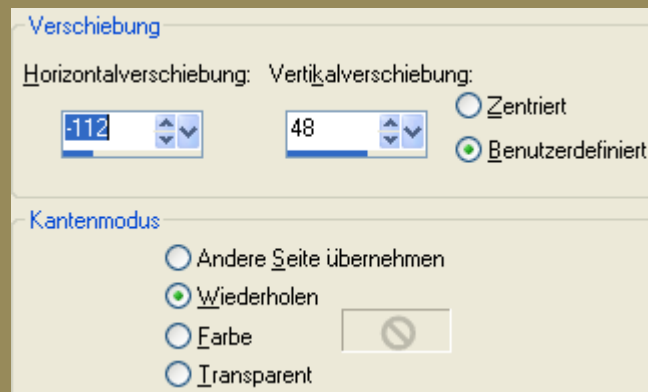 Verschiebung
Horizontalverschiebung: Vertikalverschiebung:
-112 48
Zentriert
Benutzerdefiniert
Kantenmodus
Andere Seite übernehmen
Wiederholen
Farbe
Transparent